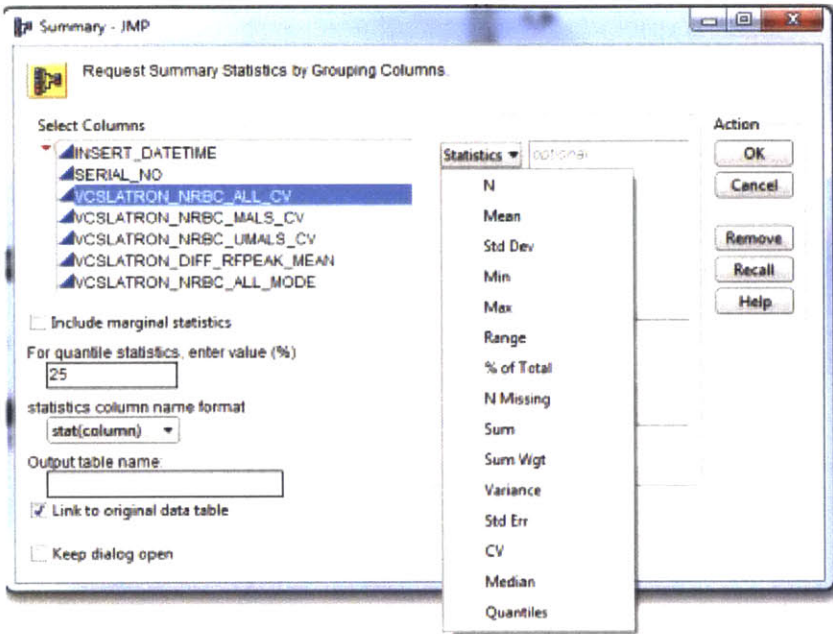 Summary - JMP
Request Summary Statistics by Grouping Columns.
Select Columns
INSERT_DATETIME
SERIAL_NO
VCSLATRON_NRBC_ALL_CV
VCSLATRON_NRBC_MALS_CV
VCSLATRON_NRBC_UMALS_CV
VCSLATRON_DIFF_RFPEAK_MEAN
VCSLATRON_NRBC_ALL_MODE
Include marginal statistics
For quantile statistics, enter value (%)
25
statistics column name format
stat(column)
Output table name:
Link to original data table
Keep dialog open
Statistics
optional
N
Mean
Std Dev
Min
Max
Range
% of Total
N Missing
Sum
Sum Wgt
Variance
Std Err
CV
Median
Quantiles
Action
OK
Cancel
Remove
Recall
Help